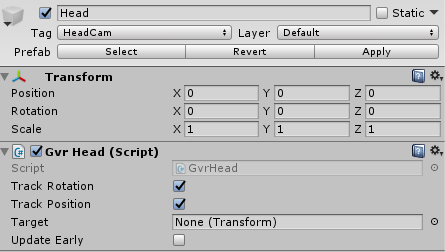 Head Static
Tag HeadCam Layer Default
Prefab Select Revert Apply
Transform
Position X 0 Y 0 Z 0
Rotation X 0 Y 0 Z 0
Scale X 1 Y 1 Z 1
Gvr Head (Script)
Script GvrHead
Track Rotation
Track Position
Target None (Transform)
Update Early